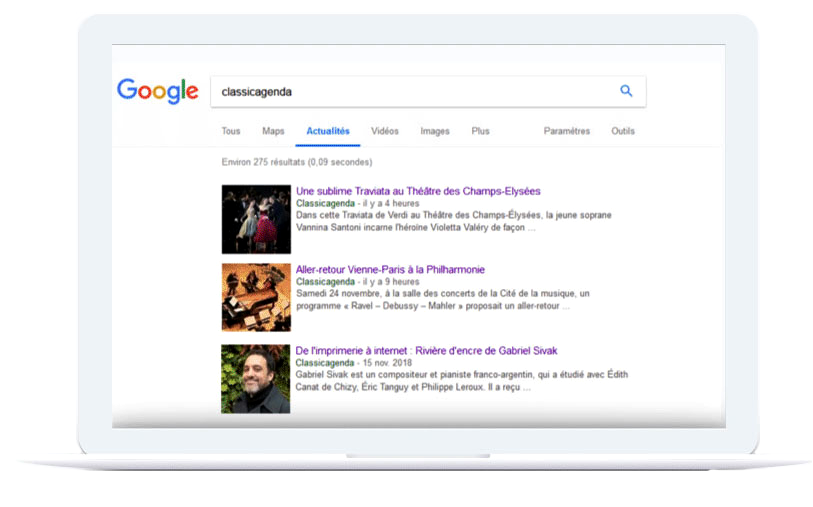 Google
classicagenda
Tous Maps Actualités Vidéos Images Plus Paramètres Outils
Environ 275 résultats (0,09 secondes)
Une sublime Traviata au Théâtre des Champs-Elysées
Classicagenda - il y a 4 heures
Dans cette Traviata de Verdi au Théâtre des Champs-Élysées, la jeune soprane
Vannina Santoni incarne l'héroïne Violetta Valéry de façon ...
Aller-retour Vienne-Paris à la Philharmonie
Classicagenda - il y a 9 heures
Samedi 24 novembre, à la salle des concerts de la Cité de la musique, un
programme « Ravel – Debussy – Mahler » proposait un aller-retour ...
De l'imprimerie à internet : Rivière d'encre de Gabriel Sivak
Classicagenda - 15 nov. 2018
Gabriel Sivak est un compositeur et pianiste franco-argentin, qui a étudié avec Édith
Canat de Chizy, Éric Tanguy et Philippe Leroux. Il a reçu ...